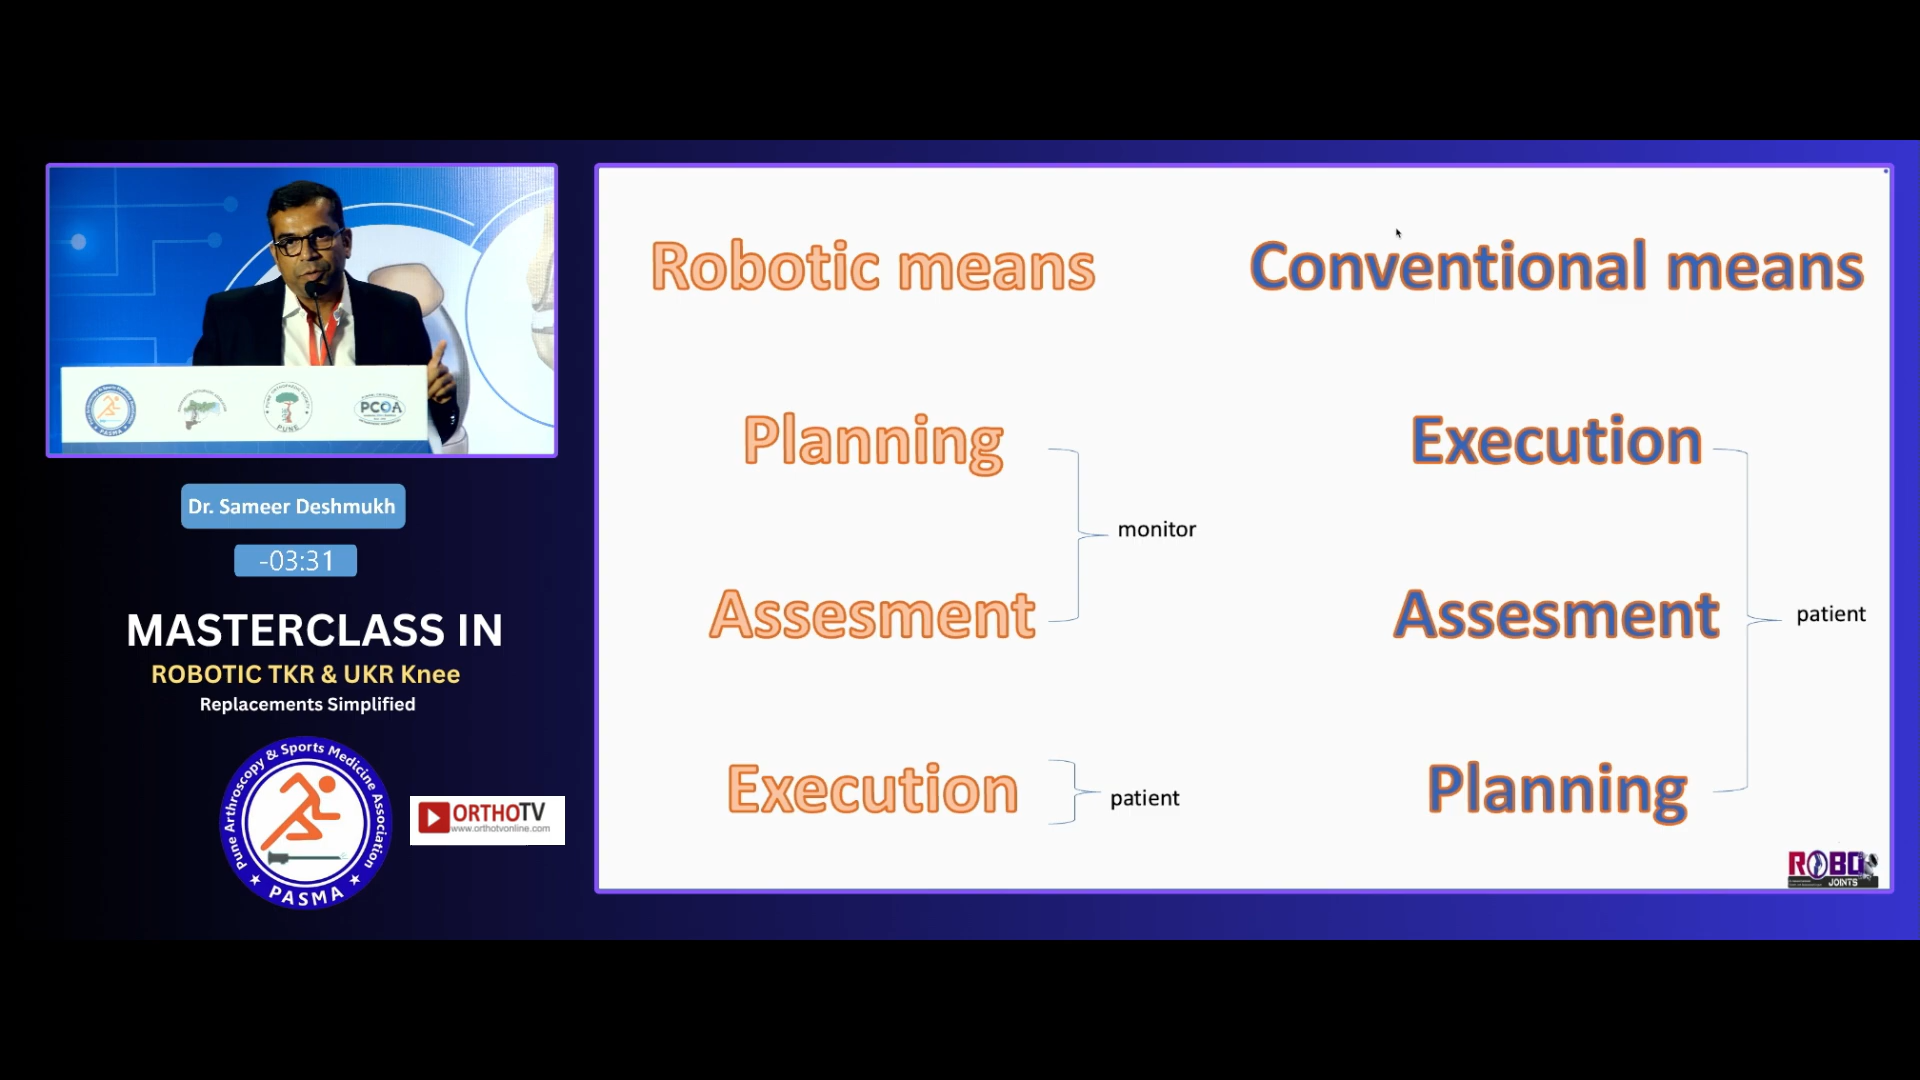 PCOA
PUNE
PASMA
Dr. Sameer Deshmukh
-03:31
MASTERCLASS IN
ROBOTIC TKR & UKR Knee
Replacements Simplified
Pune Arthroscopy & Sports Medicine Association
PASMA
ORTHOTV
www.orthotvonline.com
Robotic means
Planning
Assesment
monitor
Execution
patient
Conventional means
Execution
Assesment
patient
Planning
ROBO
JOINTS